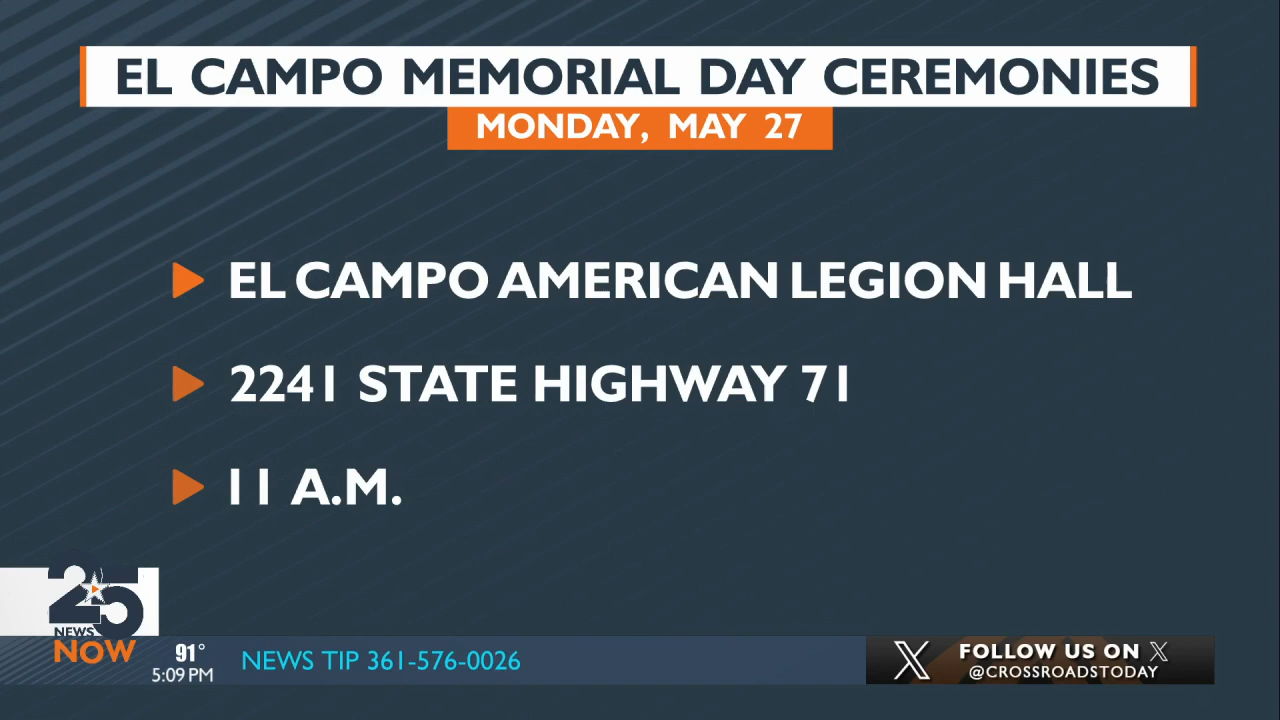 EL CAMPO MEMORIAL DAY CEREMONIES
MONDAY, MAY 27
EL CAMPO AMERICAN LEGION HALL
2241 STATE HIGHWAY 71
11 A.M.
25
NEWS
NOW
91°
5:09 PM
NEWS TIP 361-576-0026
X
FOLLOW US ON X
@CROSSROADSTODAY